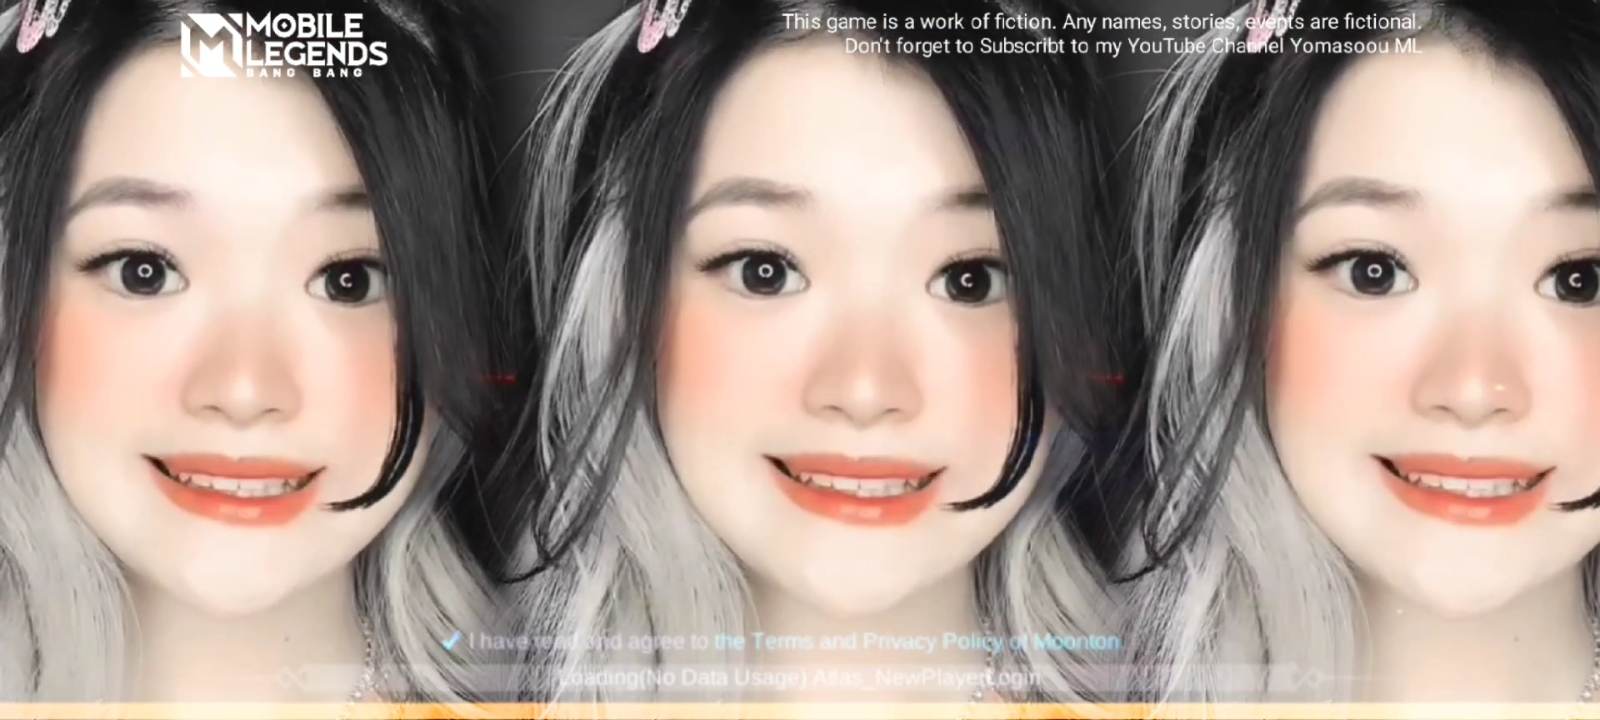 MOBILE
LEGENDS
BANG BANG
This game is a work of fiction. Any names, stories, events are fictional.
Don't forget to Subscribt to my YouTube Channel Yomasoou ML
I have read and agree to the Terms and Privacy Policy of Moonton
Loading(No Data Usage) Atlas_NewPlayerLogin